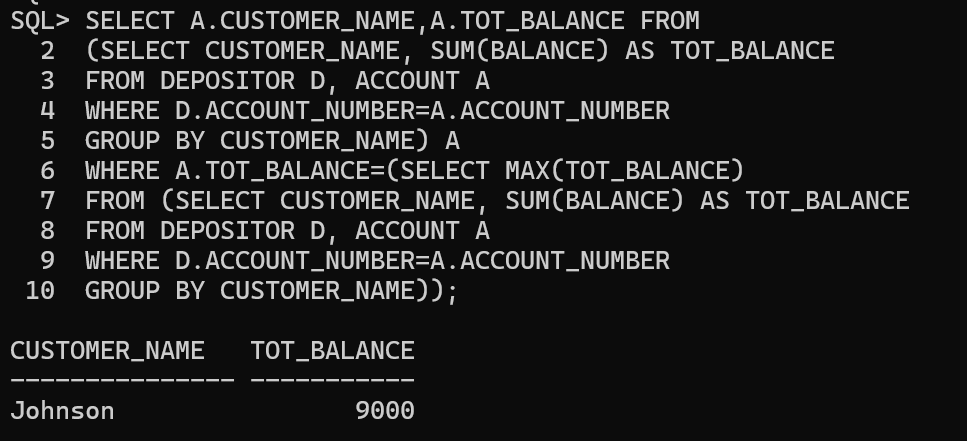 SQL> SELECT A.CUSTOMER_NAME,A.TOT_BALANCE FROM
  2  (SELECT CUSTOMER_NAME, SUM(BALANCE) AS TOT_BALANCE
  3  FROM DEPOSITOR D, ACCOUNT A
  4  WHERE D.ACCOUNT_NUMBER=A.ACCOUNT_NUMBER
  5  GROUP BY CUSTOMER_NAME) A
  6  WHERE A.TOT_BALANCE=(SELECT MAX(TOT_BALANCE)
  7  FROM (SELECT CUSTOMER_NAME, SUM(BALANCE) AS TOT_BALANCE
  8  FROM DEPOSITOR D, ACCOUNT A
  9  WHERE D.ACCOUNT_NUMBER=A.ACCOUNT_NUMBER
 10  GROUP BY CUSTOMER_NAME));

CUSTOMER_NAME   TOT_BALANCE
--------------- -----------
Johnson                9000